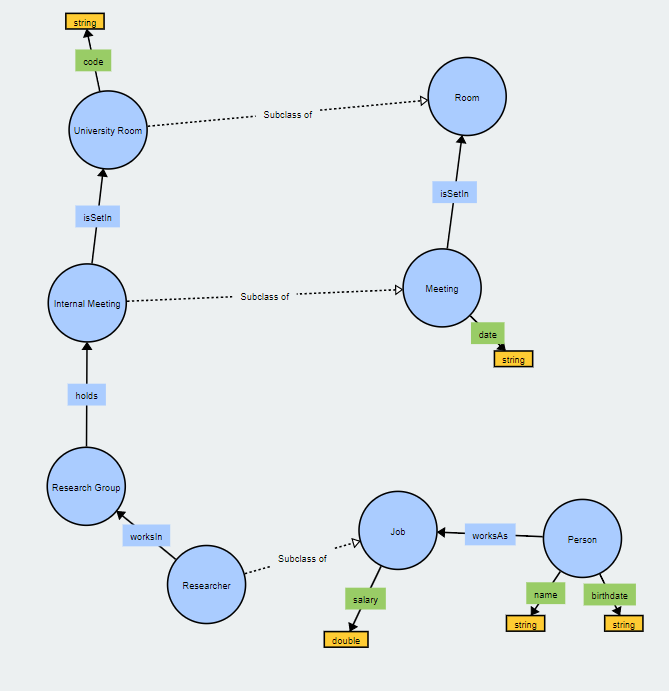 string
code
University Room
Subclass of
Room
isSetIn
isSetIn
Internal Meeting
Subclass of
Meeting
date
string
holds
Research Group
worksIn
Researcher
Subclass of
Job
worksAs
Person
salary
double
name
birthdate
string
string